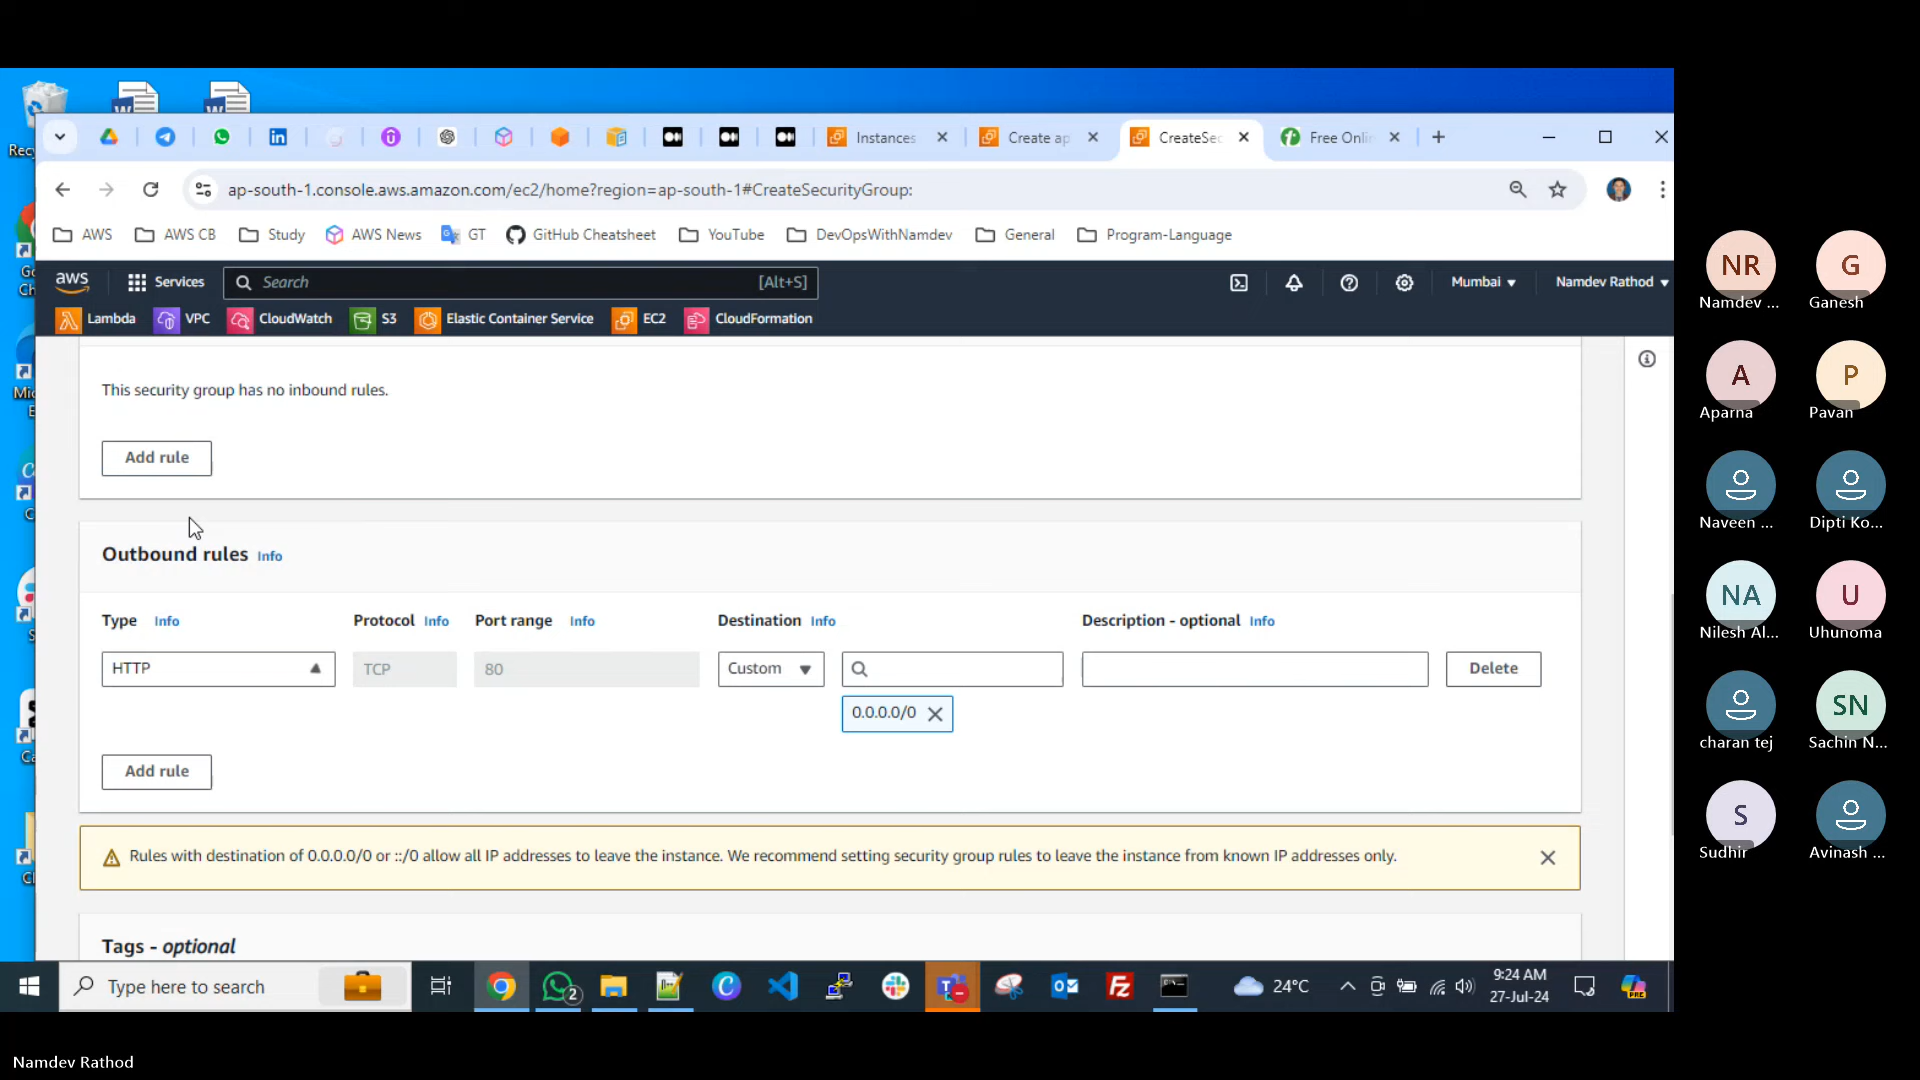 Instances
Create ap
CreateSec
Free Onli
ap-south-1.console.aws.amazon.com/ec2/home?region=ap-south-1#CreateSecurityGroup:
AWS
AWS CB
Study
AWS News
GT
GitHub Cheatsheet
YouTube
DevOpsWithNamdev
General
Program-Language
aws
Services
Search
[Alt+S]
Mumbai
Namdev Rathod
Lambda
VPC
CloudWatch
S3
Elastic Container Service
EC2
CloudFormation
This security group has no inbound rules.
Add rule
Outbound rules Info
Type Info
Protocol Info
Port range Info
Destination Info
Description - optional Info
HTTP
TCP
80
Custom
Delete
0.0.0.0/0
Add rule
Rules with destination of 0.0.0.0/0 or ::/0 allow all IP addresses to leave the instance. We recommend setting security group rules to leave the instance from known IP addresses only.
Tags - optional
Type here to search
2
24°C
9:24 AM
27-Jul-24
PRE
NR
Namdev ...
G
Ganesh
A
Aparna
P
Pavan
Naveen ...
Dipti Ko...
NA
Nilesh Al...
U
Uhunoma
charan tej
SN
Sachin N...
S
Sudhir
Avinash ...
Namdev Rathod